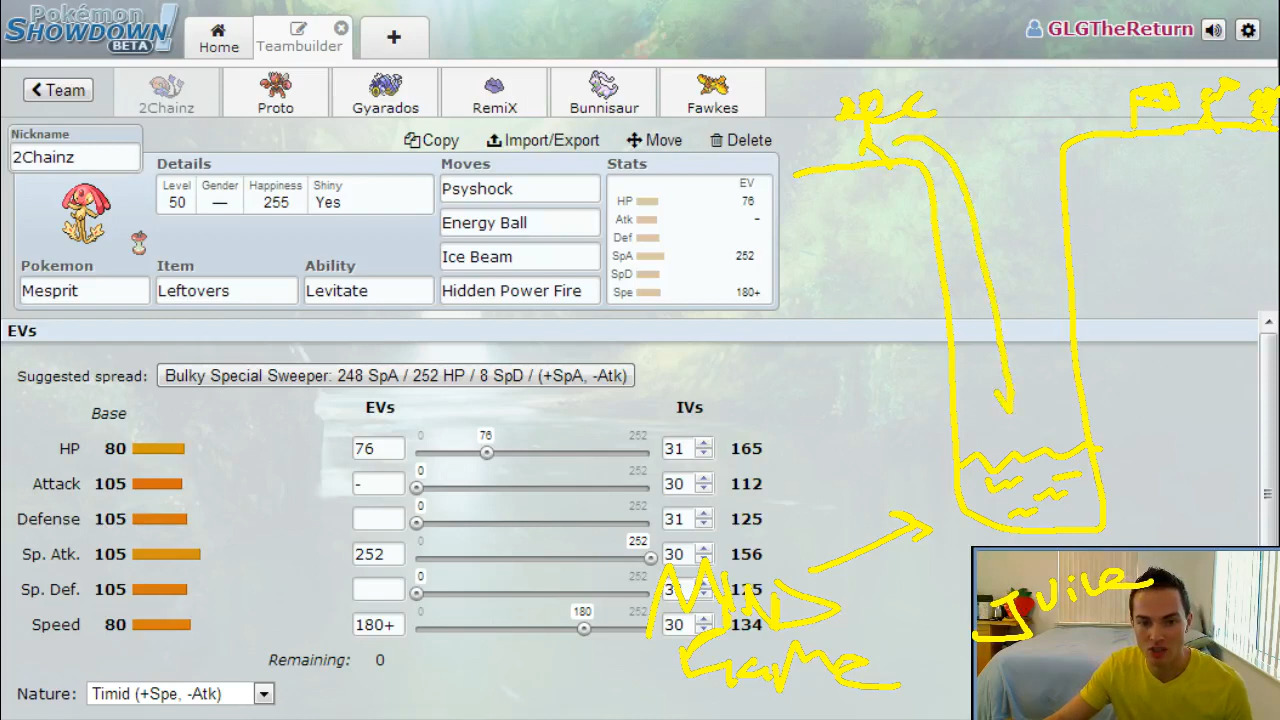 Pokémon
SHOWDOWN!
BETA
Home
Teambuilder
+
GLGTheReturn
Team
2Chainz
Proto
Gyarados
RemiX
Bunnisaur
Fawkes
Copy
Import/Export
Move
Delete
Nickname
2Chainz
Details
Level Gender Happiness Shiny
50 — 255 Yes
Pokemon
Mesprit
Item
Leftovers
Ability
Levitate
Moves
Psyshock
Energy Ball
Ice Beam
Hidden Power Fire
Stats
EV
HP 76
Atk -
Def
SpA 252
SpD
Spe 180+
EVs
Suggested spread: Bulky Special Sweeper: 248 SpA / 252 HP / 8 SpD / (+SpA, -Atk)
Base EVs IVs
HP 80 76 0 76 252 31 165
Attack 105 - 0 252 30 112
Defense 105 0 252 31 125
Sp. Atk. 105 252 0 252 30 156
Sp. Def. 105 0 252 125
Speed 80 180+ 0 180 252 30 134
Remaining: 0
Nature: Timid (+Spe, -Atk)
MIND
GAME
JUICE